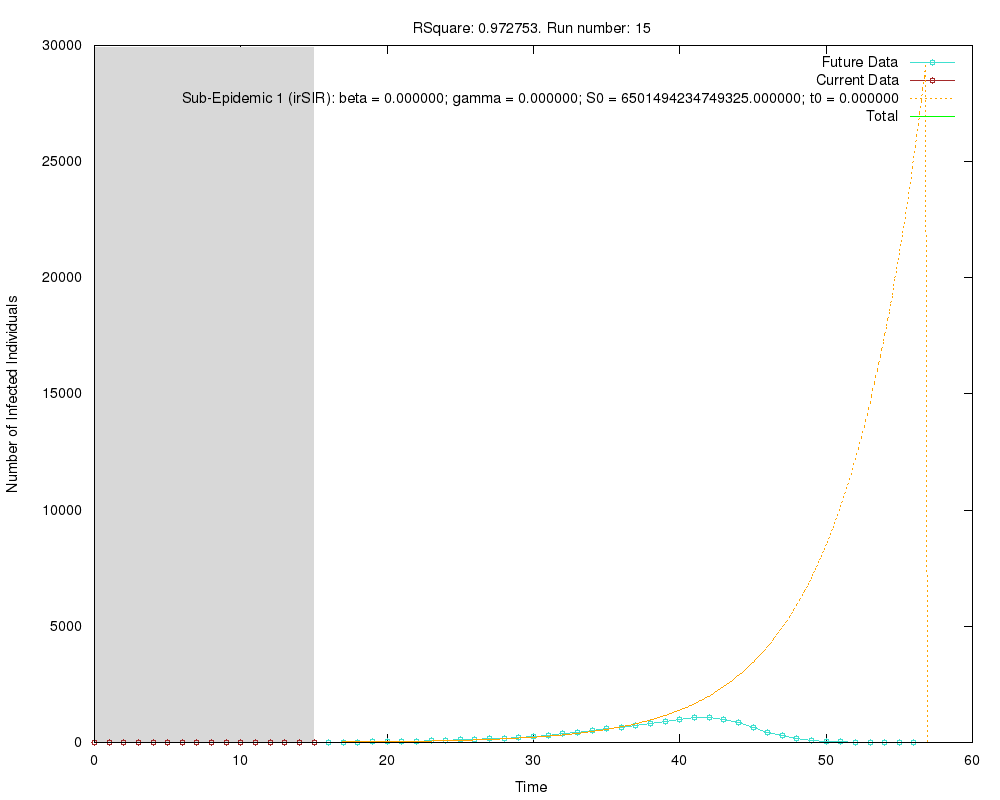 RSquare: 0.972753. Run number: 15
30000
25000
20000
15000
10000
5000
0
Number of Infected Individuals
Future Data
Current Data
Sub-Epidemic 1 (irSIR): beta = 0.000000; gamma = 0.000000; S0 = 6501494234749325.000000; t0 = 0.000000
Total
0 10 20 30 40 50 60
Time